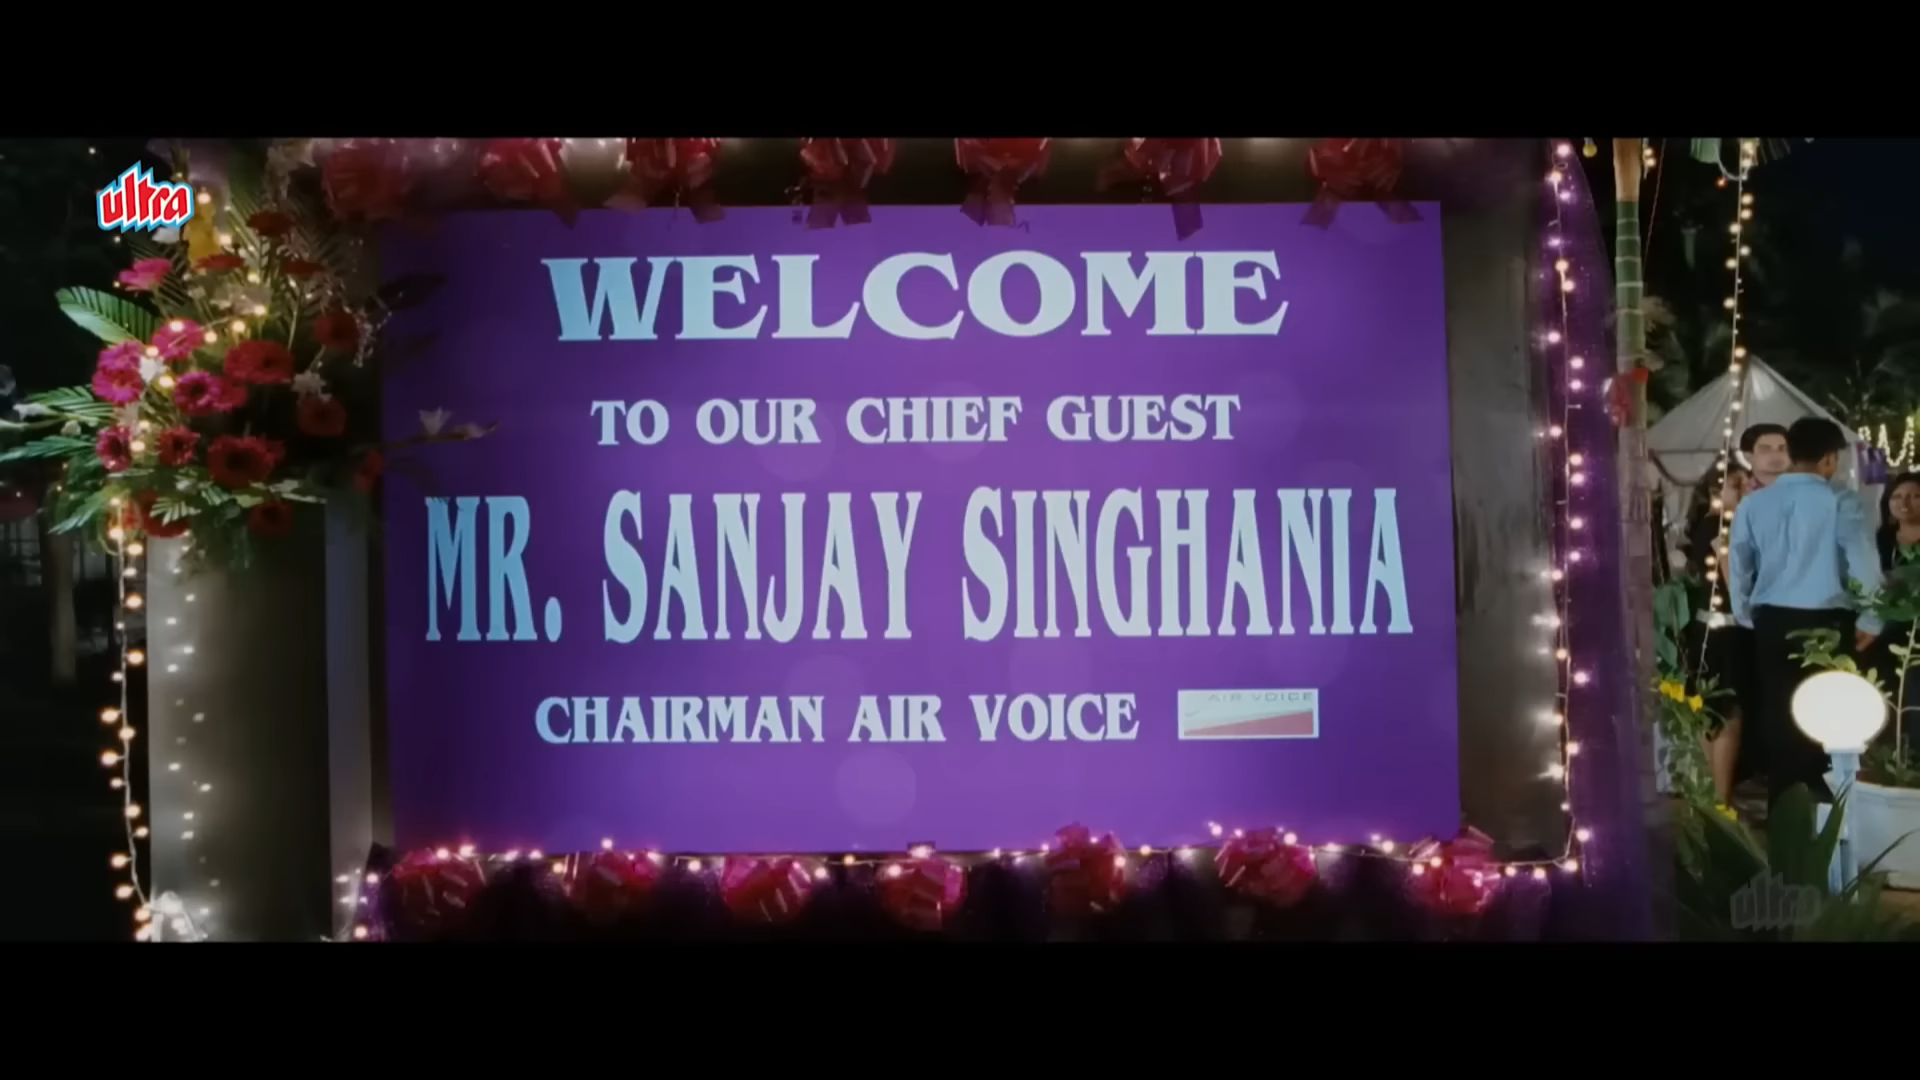 ultra
WELCOME
TO OUR CHIEF GUEST
MR. SANJAY SINGHANIA
CHAIRMAN AIR VOICE
AIR VOICE
ultra